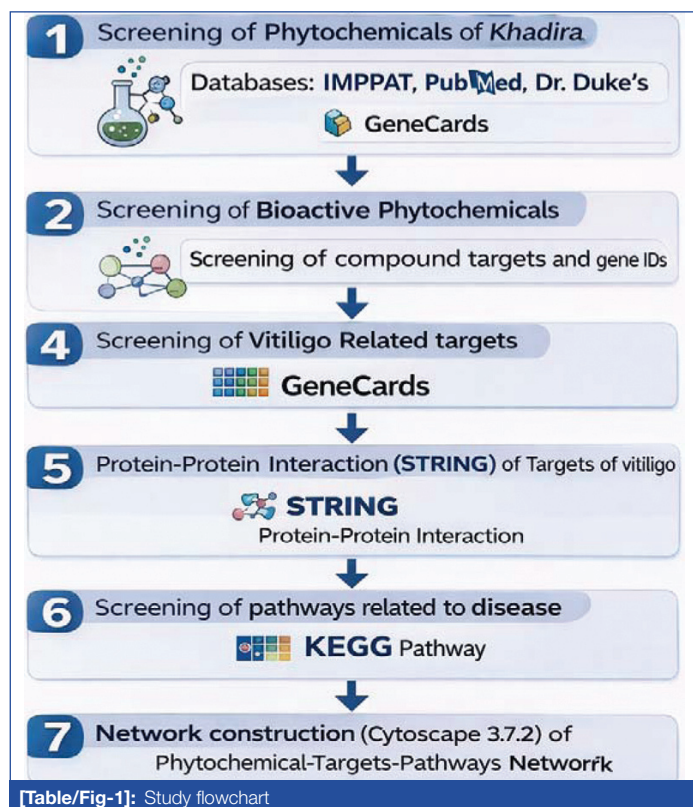 1 Screening of Phytochemicals of Khadira
Databases: IMPPAT, PubMed, Dr. Duke's
GeneCards
2 Screening of Bioactive Phytochemicals
Screening of compound targets and gene IDs
4 Screening of Vitiligo Related targets
GeneCards
5 Protein-Protein Interaction (STRING) of Targets of vitiligo
STRING
Protein-Protein Interaction
6 Screening of pathways related to disease
KEGG Pathway
7 Network construction (Cytoscape 3.7.2) of
Phytochemical-Targets-Pathways Network
[Table/Fig-1]: Study flowchart